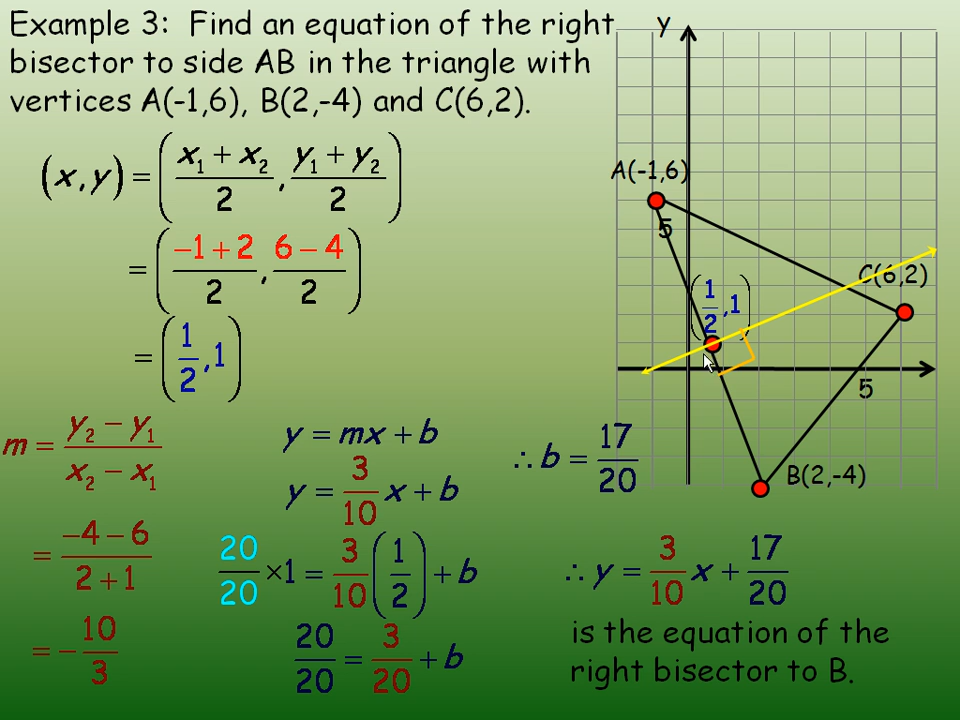 Example 3: Find an equation of the right
bisector to side AB in the triangle with
vertices A(-1,6), B(2,-4) and C(6,2).
(x, y) = ( (x₁ + x₂)/2 , (y₁ + y₂)/2 )
= ( (−1 + 2)/2 , (6 − 4)/2 )
= ( 1/2 , 1 )
m = (y₂ − y₁)/(x₂ − x₁)
= (−4 − 6)/(2 + 1)
= − 10/3
y = mx + b
y = 3/10 x + b
20/20 × 1 = 3/10 (1/2) + b
20/20 = 3/20 + b
∴ b = 17/20
∴ y = 3/10 x + 17/20
is the equation of the
right bisector to B.
Y
A(-1,6)
5
C(6,2)
(1/2 , 1)
5
B(2,-4)